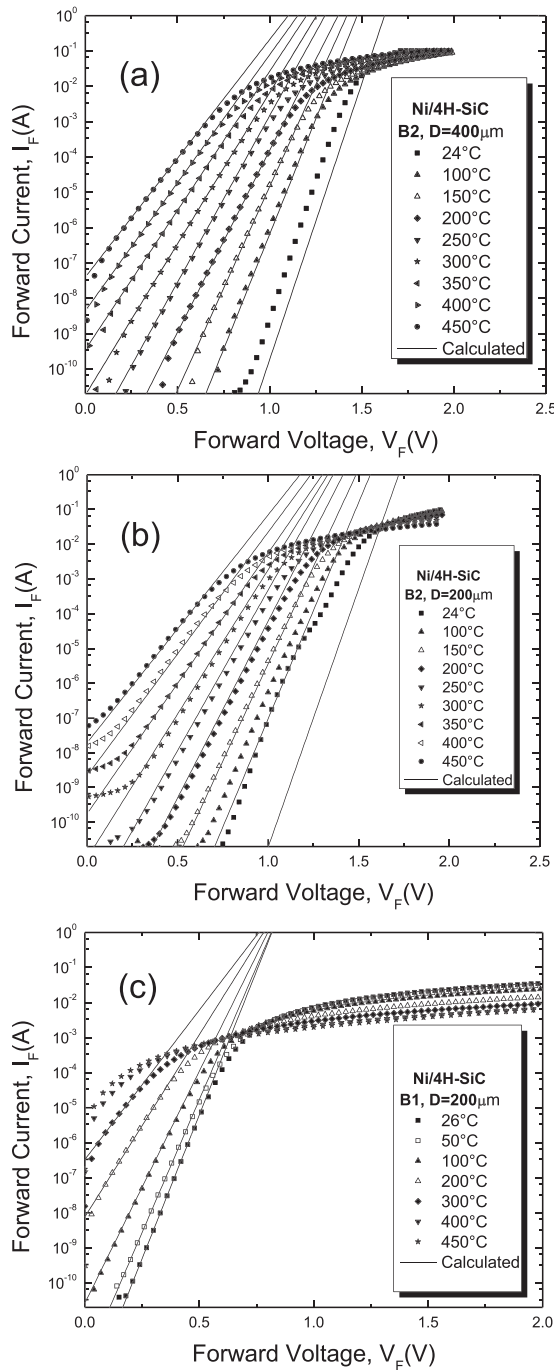 (a)
10^0
10^-1
10^-2
10^-3
10^-4
10^-5
10^-6
10^-7
10^-8
10^-9
10^-10
Forward Current, I_F(A)
Ni/4H-SiC
B2, D=400μm
24°C
100°C
150°C
200°C
250°C
300°C
350°C
400°C
450°C
Calculated
0.0 0.5 1.0 1.5 2.0 2.5
Forward Voltage, V_F(V)
(b)
10^0
10^-1
10^-2
10^-3
10^-4
10^-5
10^-6
10^-7
10^-8
10^-9
10^-10
Forward Current, I_F(A)
Ni/4H-SiC
B2, D=200μm
24°C
100°C
150°C
200°C
250°C
300°C
350°C
400°C
450°C
Calculated
0.0 0.5 1.0 1.5 2.0 2.5
Forward Voltage, V_F(V)
(c)
10^0
10^-1
10^-2
10^-3
10^-4
10^-5
10^-6
10^-7
10^-8
10^-9
10^-10
Forward Current, I_F(A)
Ni/4H-SiC
B1, D=200μm
26°C
50°C
100°C
200°C
300°C
400°C
450°C
Calculated
0.0 0.5 1.0 1.5 2.0
Forward Voltage, V_F(V)